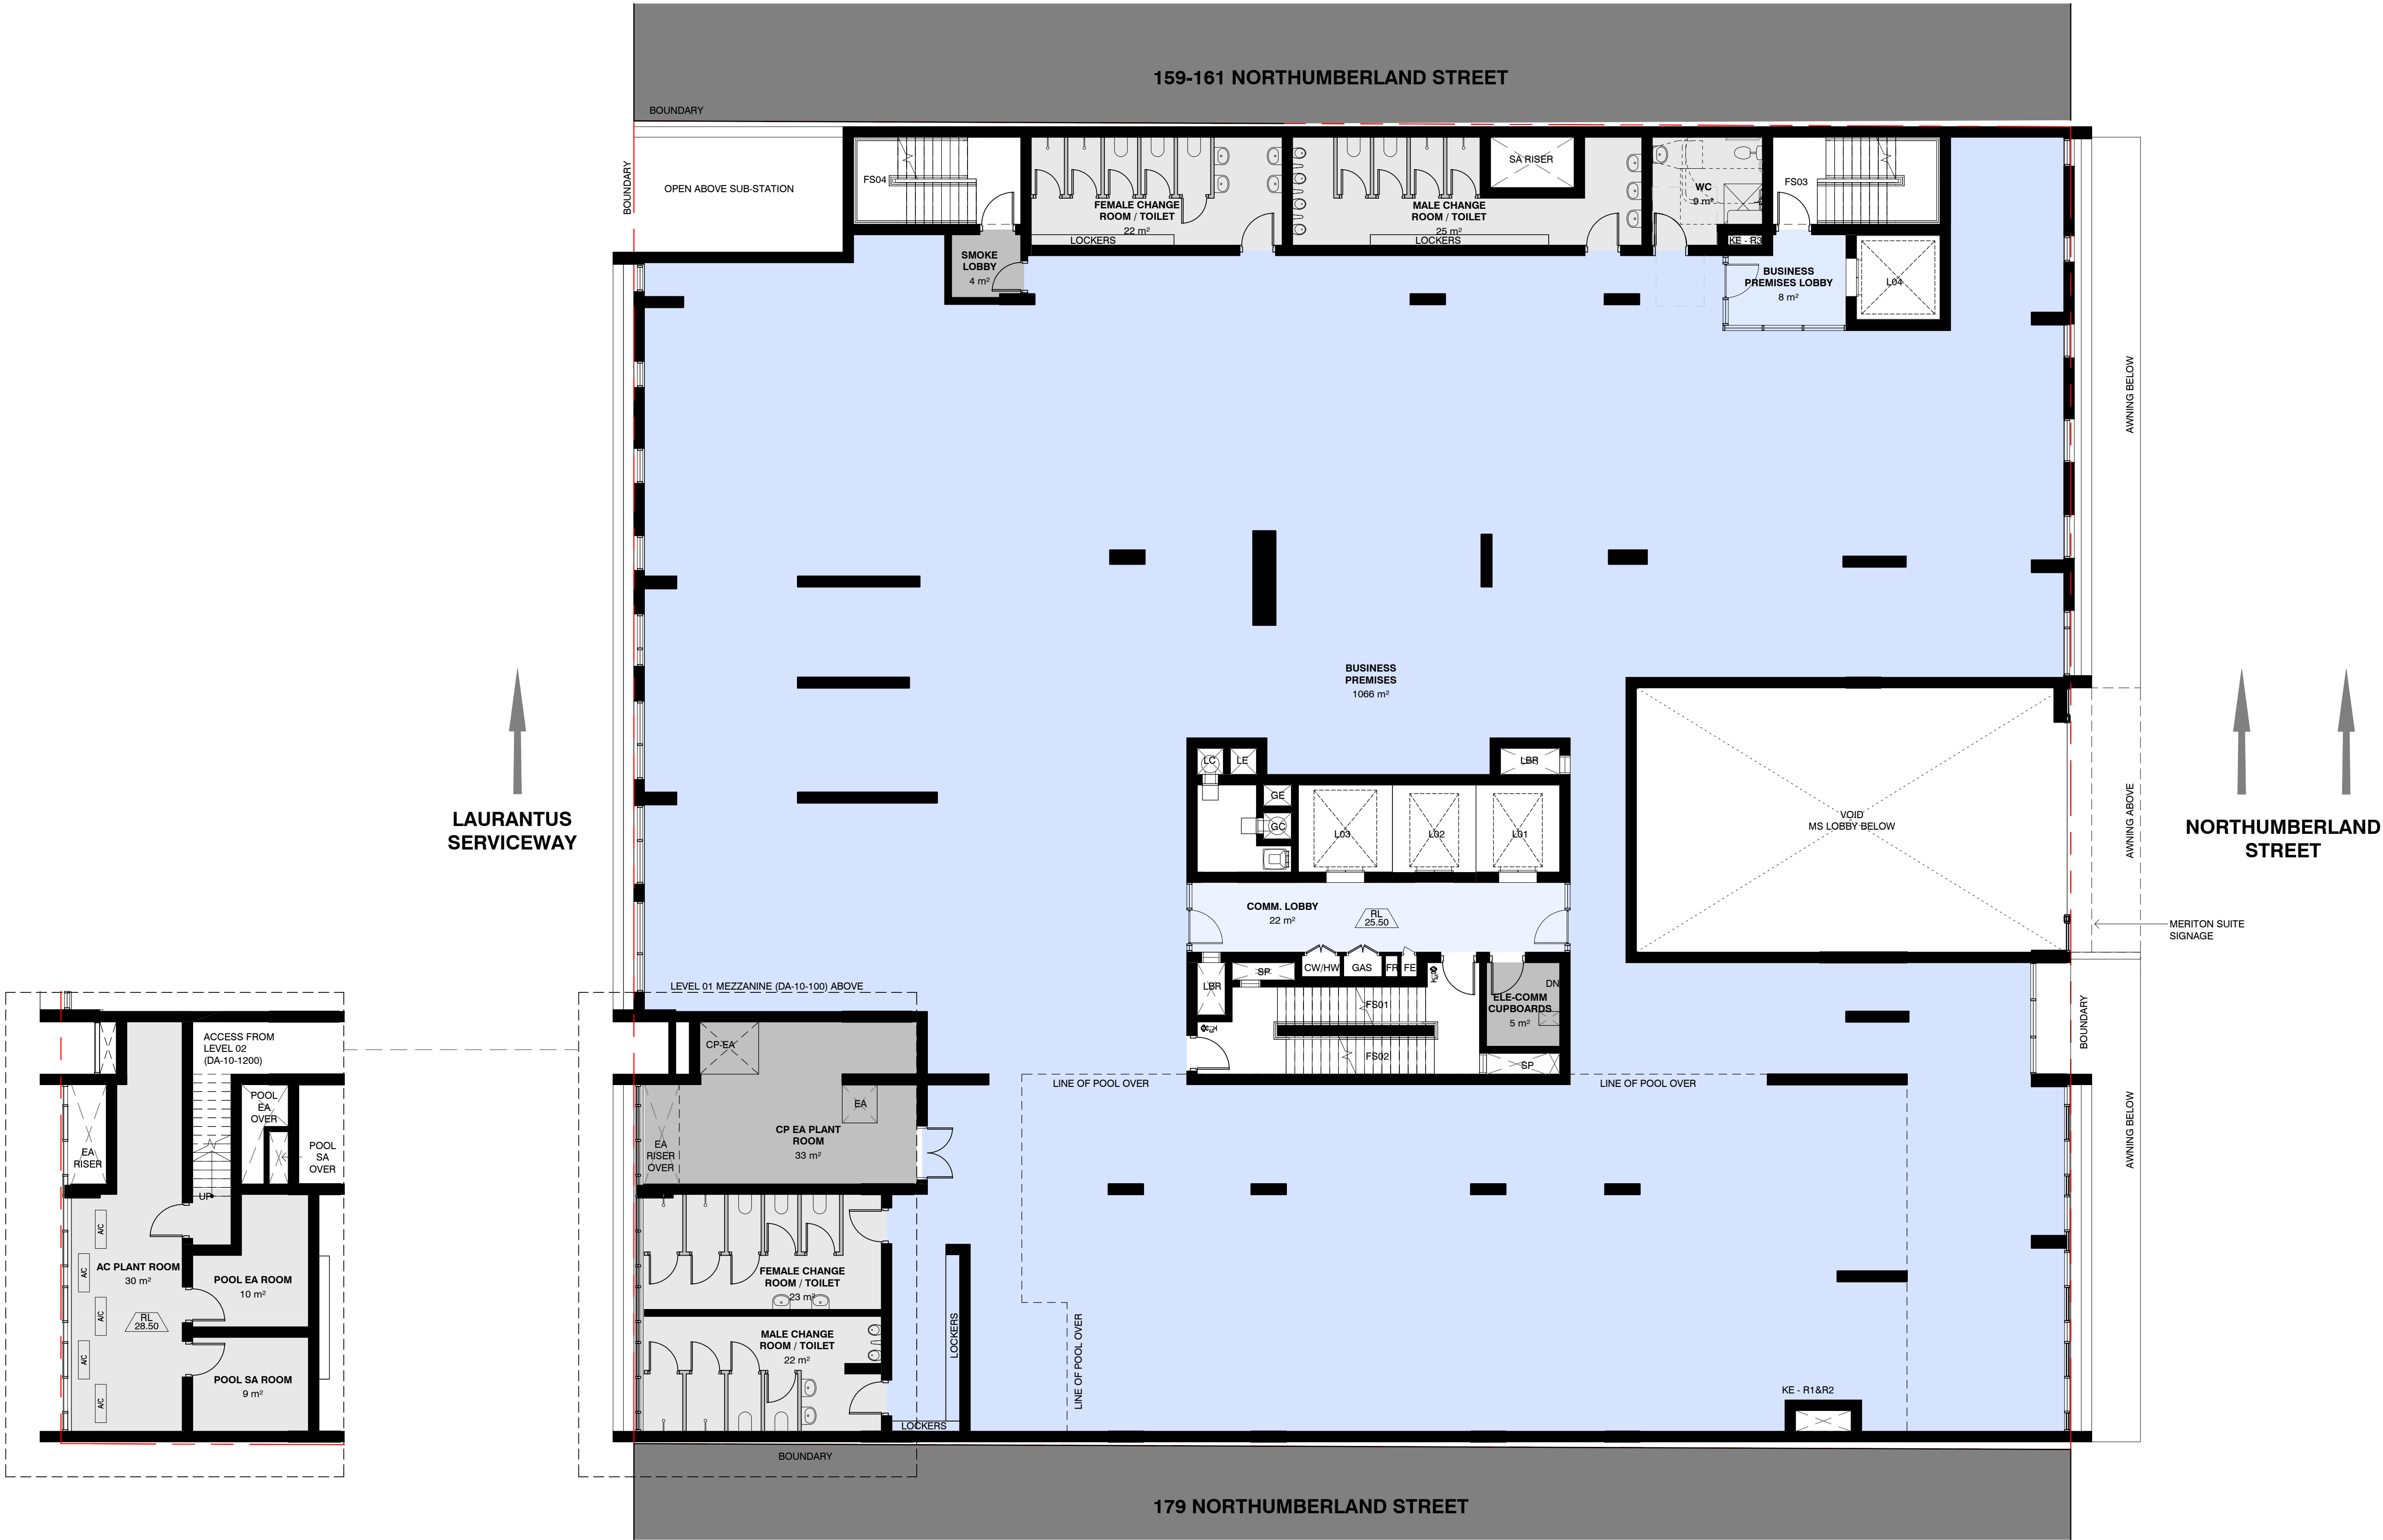 159-161 NORTHUMBERLAND STREET
BOUNDARY
BOUNDARY
OPEN ABOVE SUB-STATION
FS04
FEMALE CHANGE
ROOM / TOILET
22 m²
LOCKERS
MALE CHANGE
ROOM / TOILET
25 m²
LOCKERS
SA RISER
WC
9 m²
FS03
KE - R3
SMOKE
LOBBY
4 m²
BUSINESS
PREMISES LOBBY
8 m²
L04
AWNING BELOW
BUSINESS
PREMISES
1066 m²
LAURANTUS
SERVICEWAY
NORTHUMBERLAND
STREET
VOID
MS LOBBY BELOW
AWNING ABOVE
MERITON SUITE
SIGNAGE
LC
LE
LBR
GE
GC
L03
L02
L01
COMM. LOBBY
22 m²
RL
25.50
CW/HW
GAS
FR
FE
SP
LBR
FS01
FS02
DN
ELE-COMM
CUPBOARDS
5 m²
SP
LINE OF POOL OVER
LINE OF POOL OVER
LINE OF POOL OVER
BOUNDARY
AWNING BELOW
LEVEL 01 MEZZANINE (DA-10-100) ABOVE
CP-EA
EA
CP EA PLANT
ROOM
33 m²
EA
RISER
OVER
FEMALE CHANGE
ROOM / TOILET
23 m²
MALE CHANGE
ROOM / TOILET
22 m²
LOCKERS
LOCKERS
KE - R1&R2
ACCESS FROM
LEVEL 02
(DA-10-1200)
POOL
EA
OVER
POOL
SA
OVER
EA
RISER
UP
A/C
A/C
A/C
A/C
A/C
AC PLANT ROOM
30 m²
RL
28.50
POOL EA ROOM
10 m²
POOL SA ROOM
9 m²
BOUNDARY
179 NORTHUMBERLAND STREET